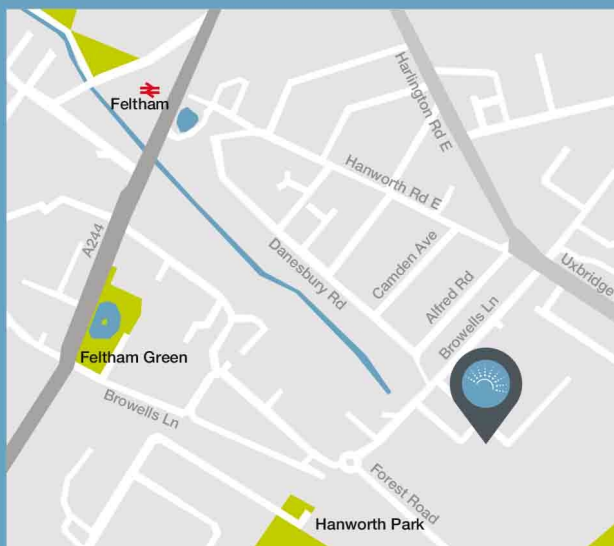 Feltham
Harlington Rd E
Hanworth Rd E
A244
Danesbury Rd
Camden Ave
Alfred Rd
Uxbridge
Browells Ln
Feltham Green
Browells Ln
Forest Road
Hanworth Park